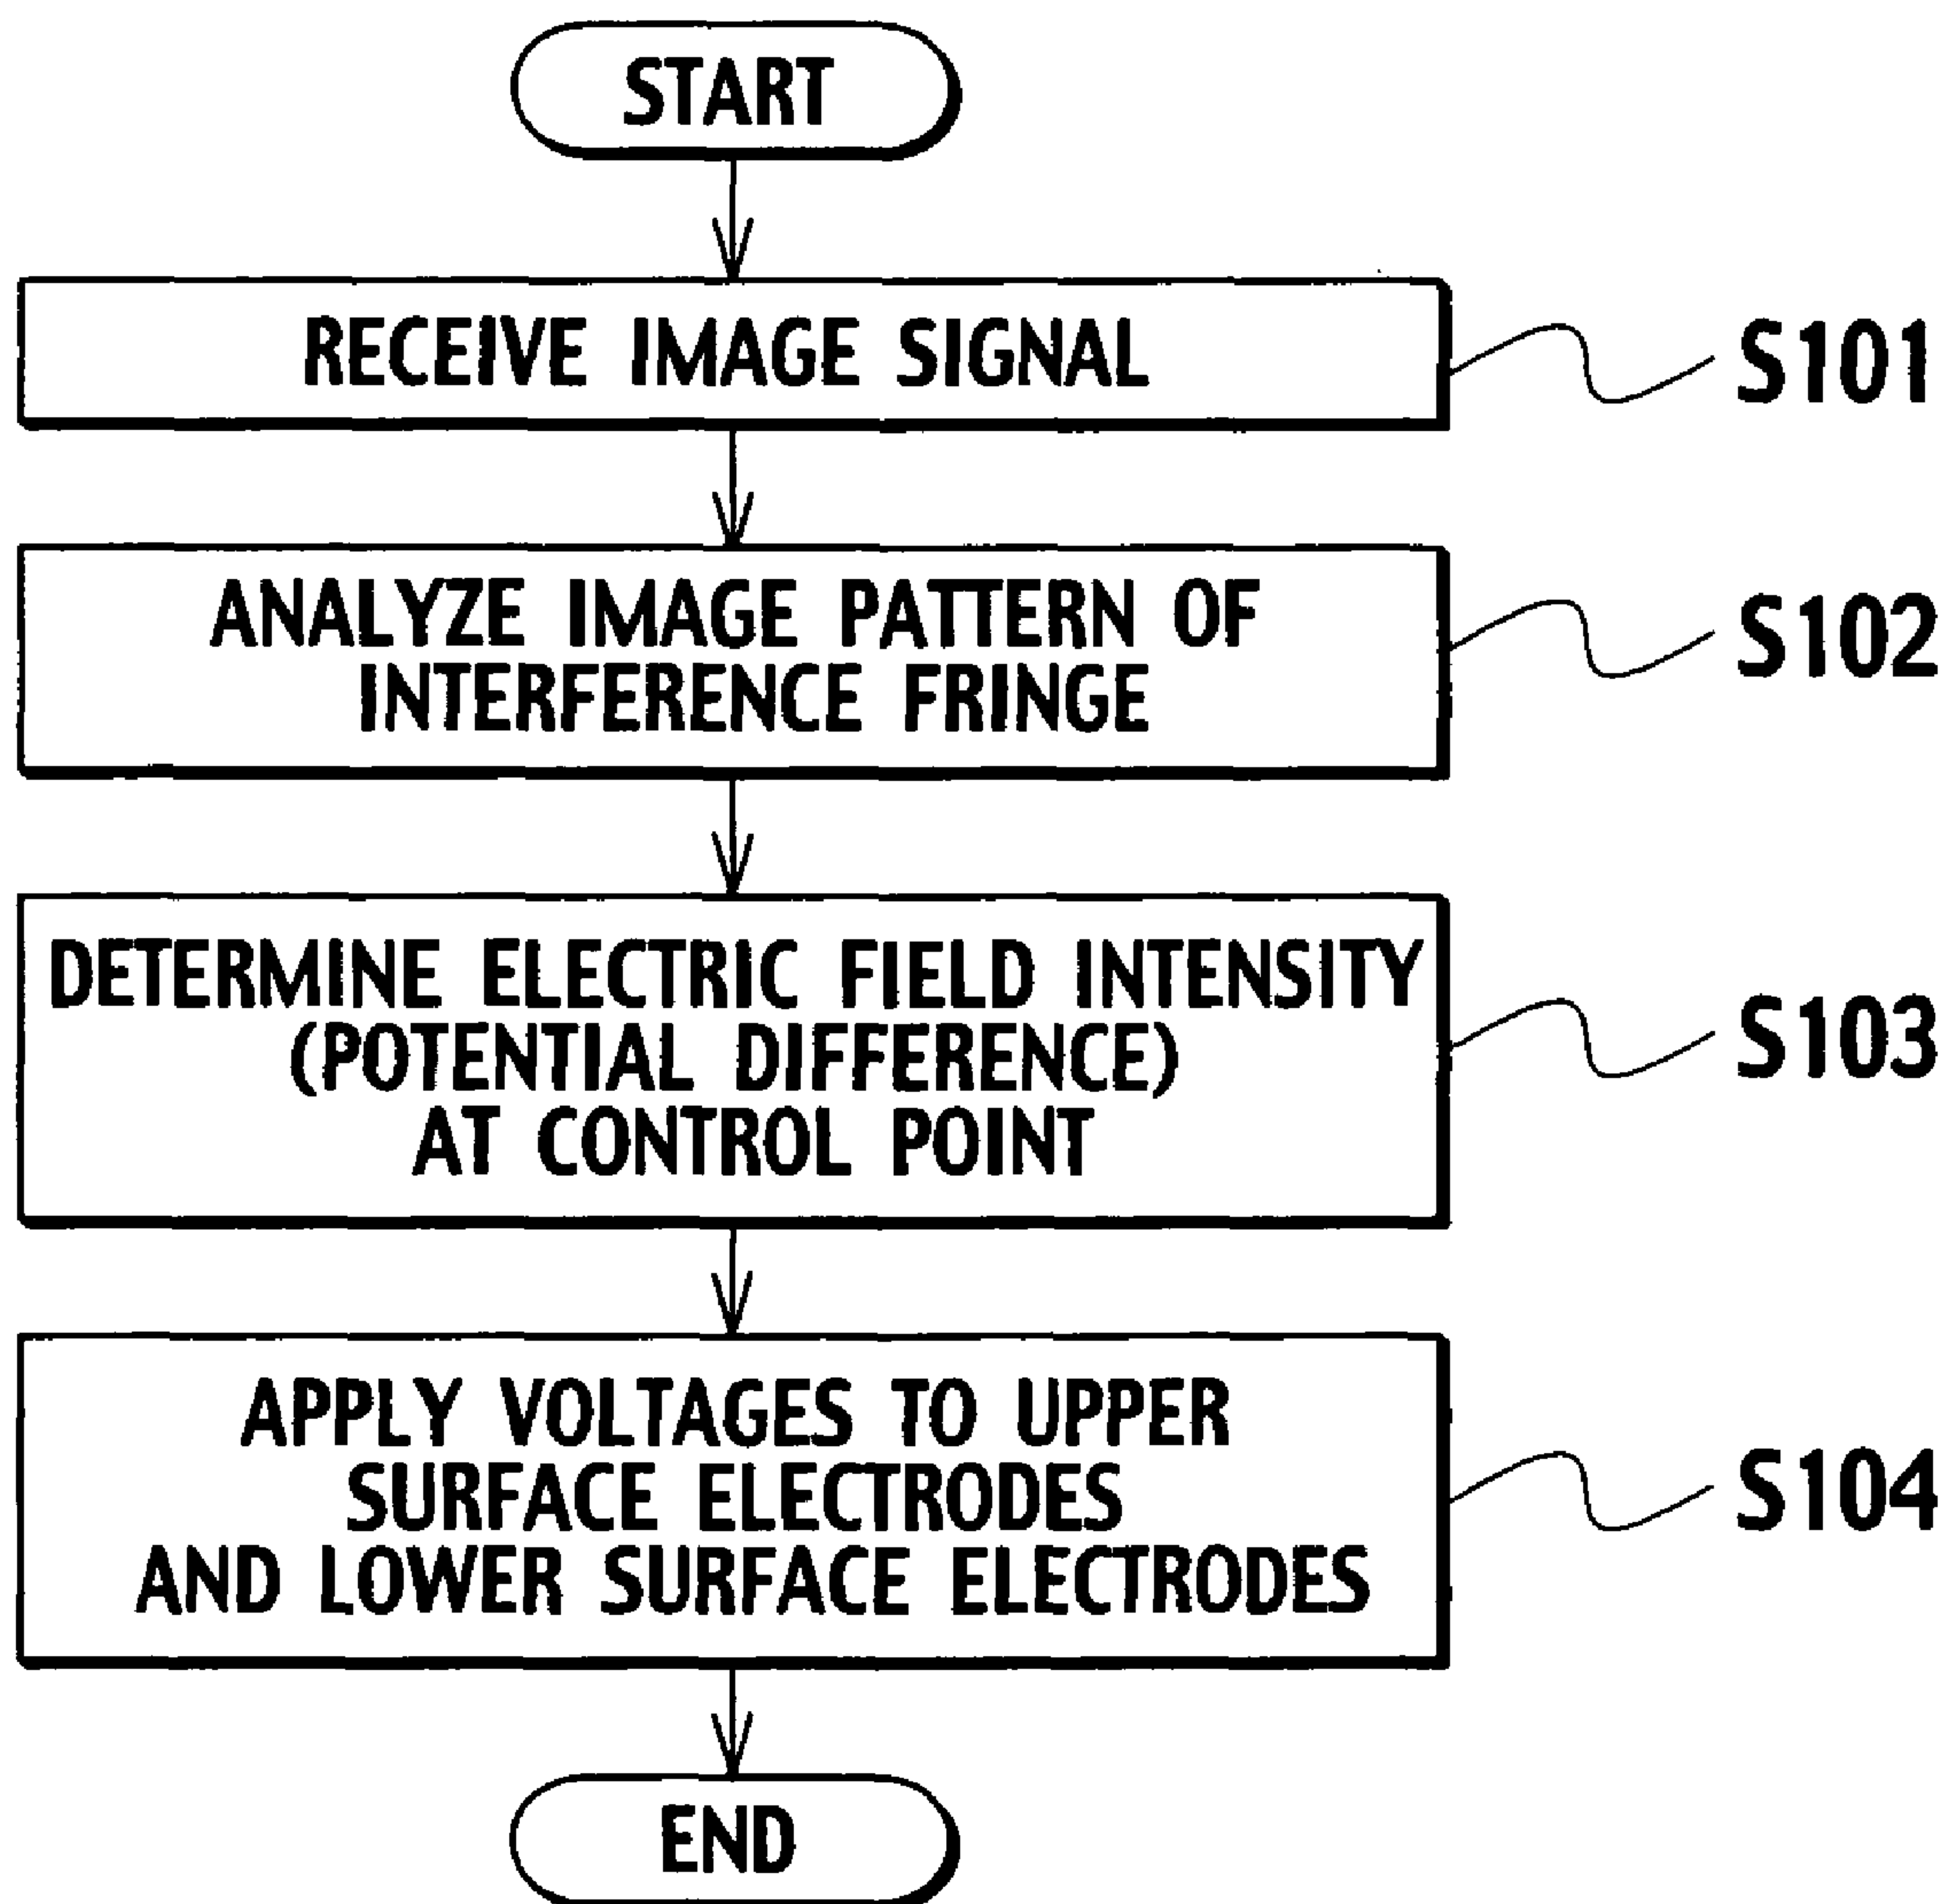 START
RECEIVE IMAGE SIGNAL
S101
ANALYZE IMAGE PATTERN OF
INTERFERENCE FRINGE
S102
DETERMINE ELECTRIC FIELD INTENSITY
(POTENTIAL DIFFERENCE)
AT CONTROL POINT
S103
APPLY VOLTAGES TO UPPER
SURFACE ELECTRODES
AND LOWER SURFACE ELECTRODES
S104
END